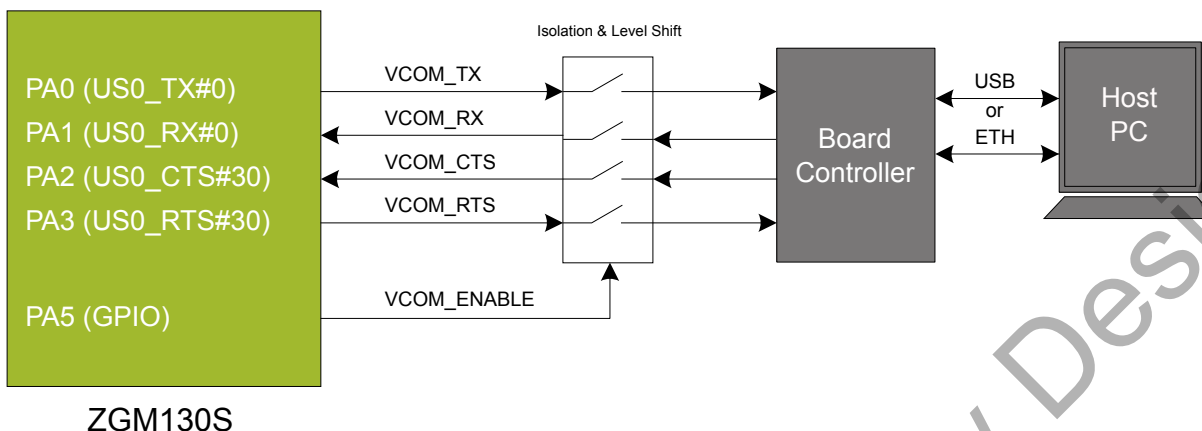 Isolation & Level Shift
PA0 (US0_TX#0)
PA1 (US0_RX#0)
PA2 (US0_CTS#30)
PA3 (US0_RTS#30)
PA5 (GPIO)
VCOM_TX
VCOM_RX
VCOM_CTS
VCOM_RTS
VCOM_ENABLE
Board
Controller
USB
or
ETH
Host
PC
ZGM130S